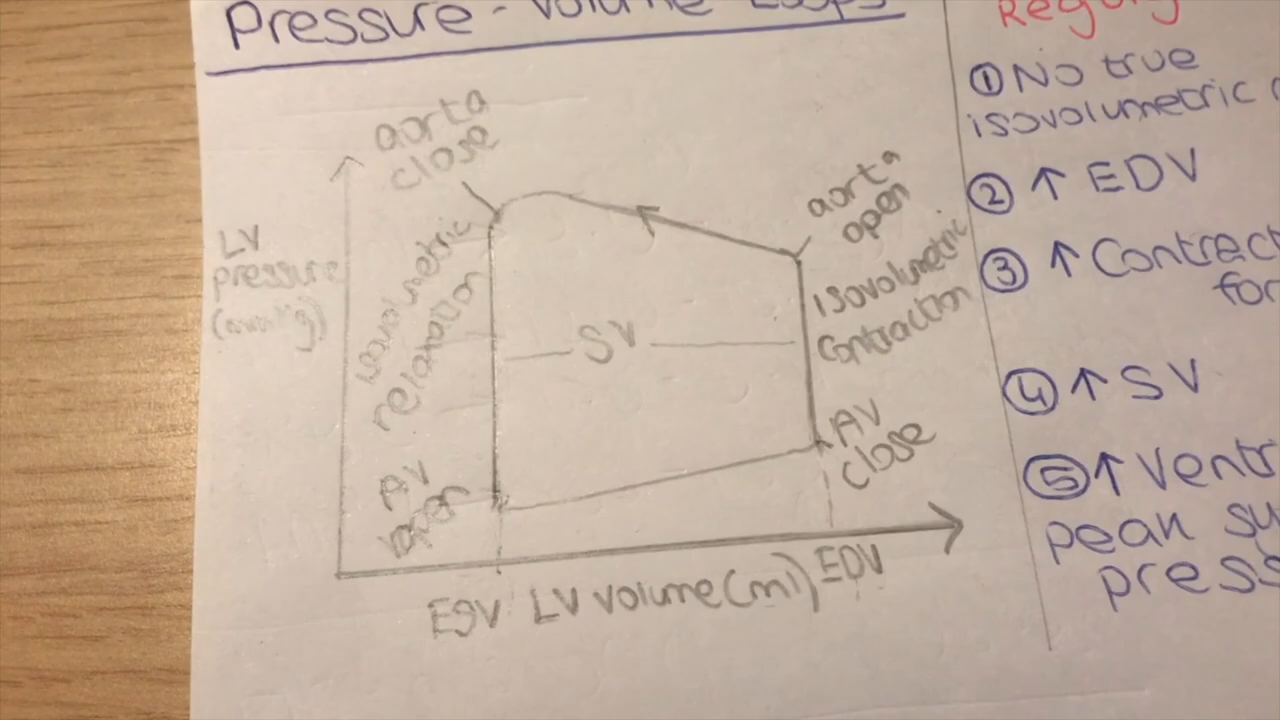 Pressure - Volume Loops
aorta
close
LV
pressure
isovolumetric
relaxation
aorta
open
isovolumetric
contraction
SV
AV
open
AV
close
ESV LV volume (ml) EDV
① No true
isovolumetric
② ↑ EDV
③ ↑ Contract
for
④ ↑ SV
⑤ ↑ Ventr
peak
press